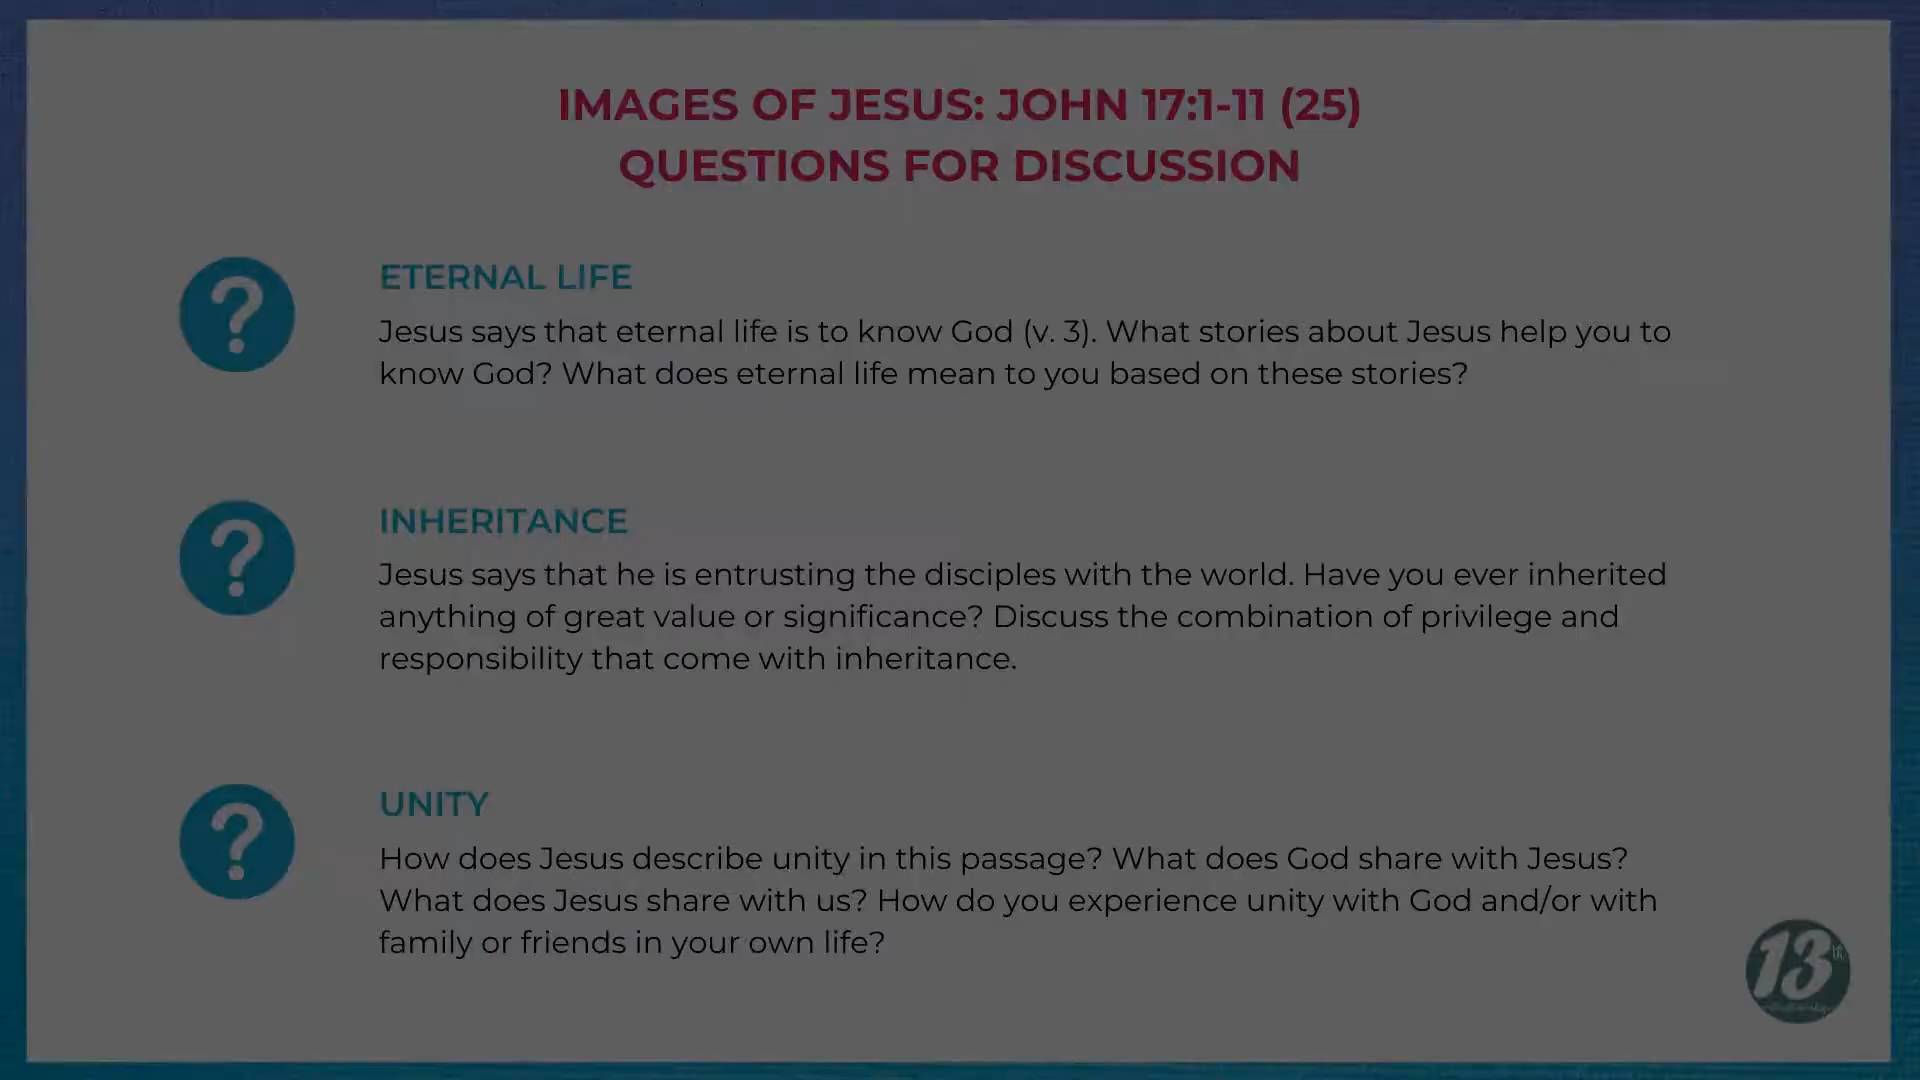 IMAGES OF JESUS: JOHN 17:1-11 (25)
QUESTIONS FOR DISCUSSION
ETERNAL LIFE
Jesus says that eternal life is to know God (v. 3). What stories about Jesus help you to
know God? What does eternal life mean to you based on these stories?
INHERITANCE
Jesus says that he is entrusting the disciples with the world. Have you ever inherited
anything of great value or significance? Discuss the combination of privilege and
responsibility that come with inheritance.
UNITY
How does Jesus describe unity in this passage? What does God share with Jesus?
What does Jesus share with us? How do you experience unity with God and/or with
family or friends in your own life?
13th